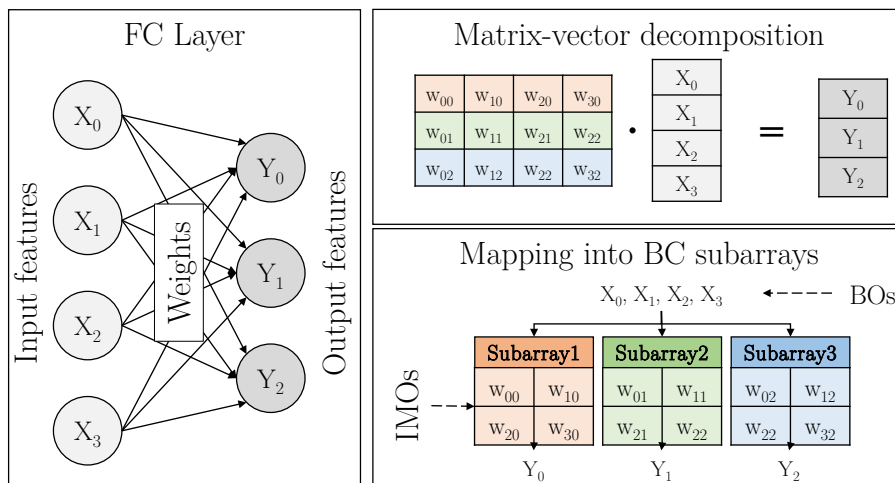 FC Layer
Input features
X₀
X₁
X₂
X₃
Weights
Y₀
Y₁
Y₂
Output features
Matrix-vector decomposition
w₀₀ w₁₀ w₂₀ w₃₀
w₀₁ w₁₁ w₂₁ w₂₂
w₀₂ w₁₂ w₂₂ w₃₂
·
X₀
X₁
X₂
X₃
=
Y₀
Y₁
Y₂
Mapping into BC subarrays
X₀, X₁, X₂, X₃
BOs
IMOs
Subarray1 Subarray2 Subarray3
w₀₀ w₁₀ w₀₁ w₁₁ w₀₂ w₁₂
w₂₀ w₃₀ w₂₁ w₂₂ w₂₂ w₃₂
Y₀ Y₁ Y₂